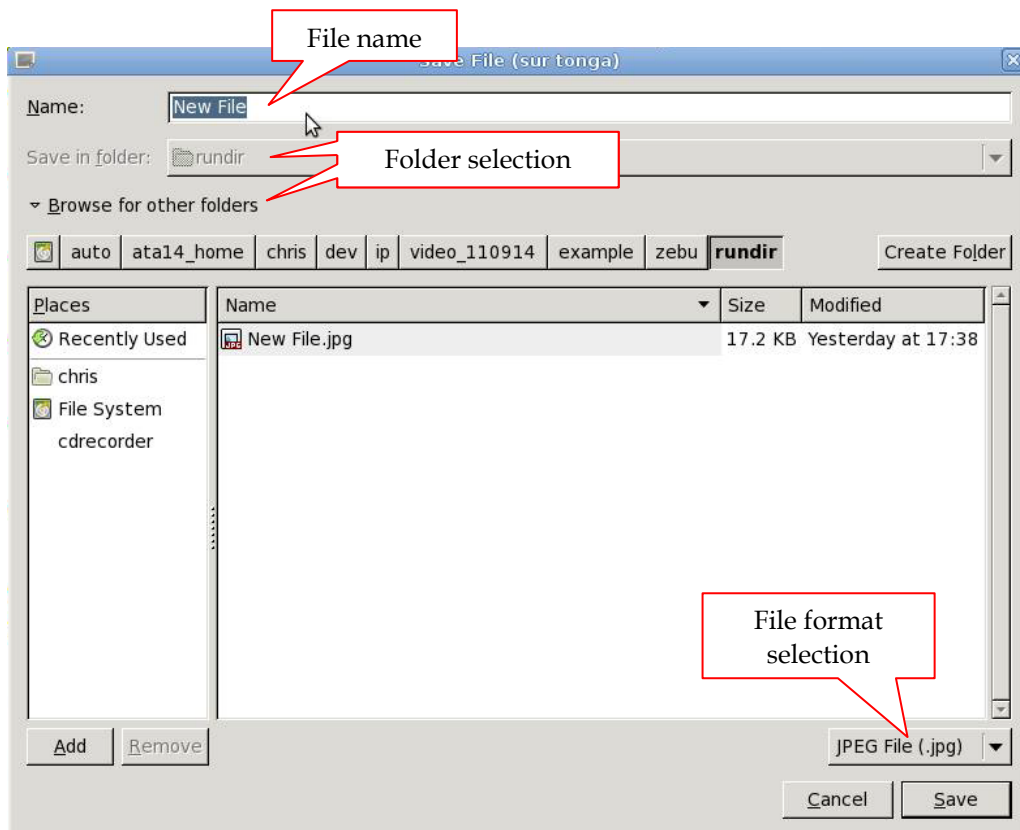 File name
Save File (sur tonga)
Name: New File
Save in folder: rundir
Folder selection
Browse for other folders
auto ata14_home chris dev ip video_110914 example zebu rundir Create Folder
Places Name Size Modified
Recently Used New File.jpg 17.2 KB Yesterday at 17:38
chris
File System
cdrecorder
File format
selection
Add Remove JPEG File (.jpg)
Cancel Save